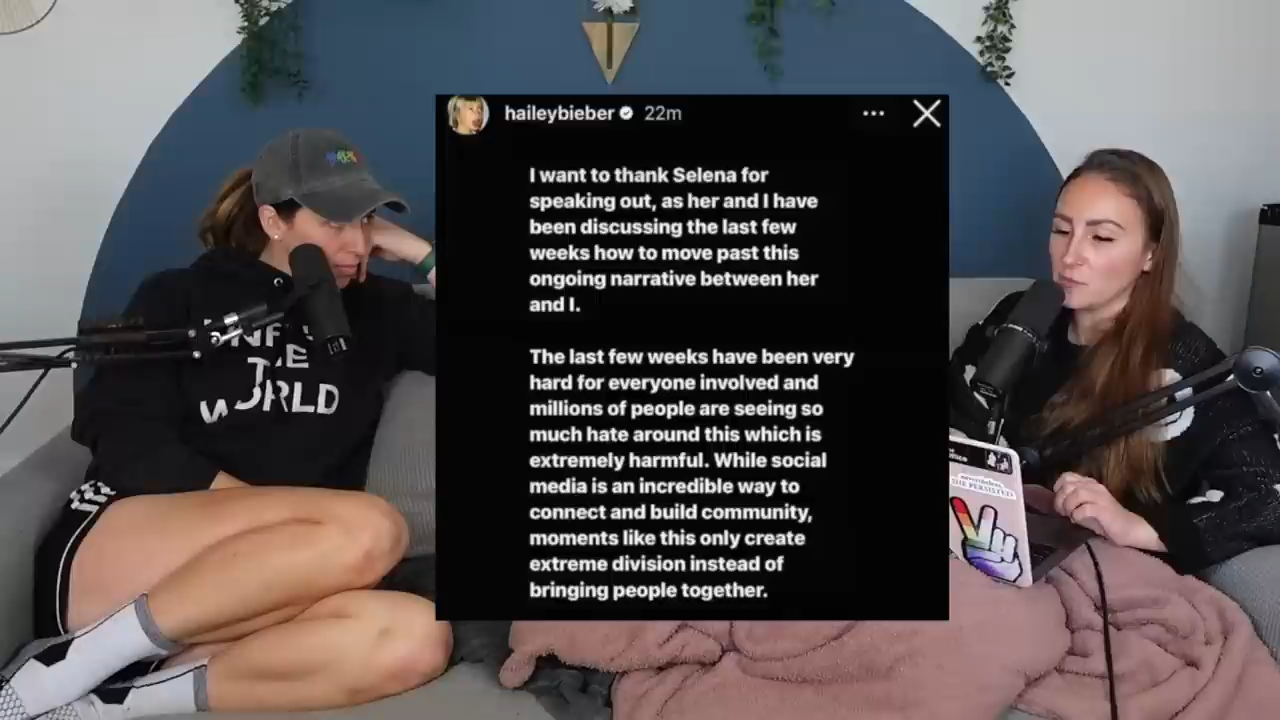 haileybieber 22m
I want to thank Selena for
speaking out, as her and I have
been discussing the last few
weeks how to move past this
ongoing narrative between her
and I.
The last few weeks have been very
hard for everyone involved and
millions of people are seeing so
much hate around this which is
extremely harmful. While social
media is an incredible way to
connect and build community,
moments like this only create
extreme division instead of
bringing people together.
THE
WORLD
nevertheless,
SHE PERSISTED